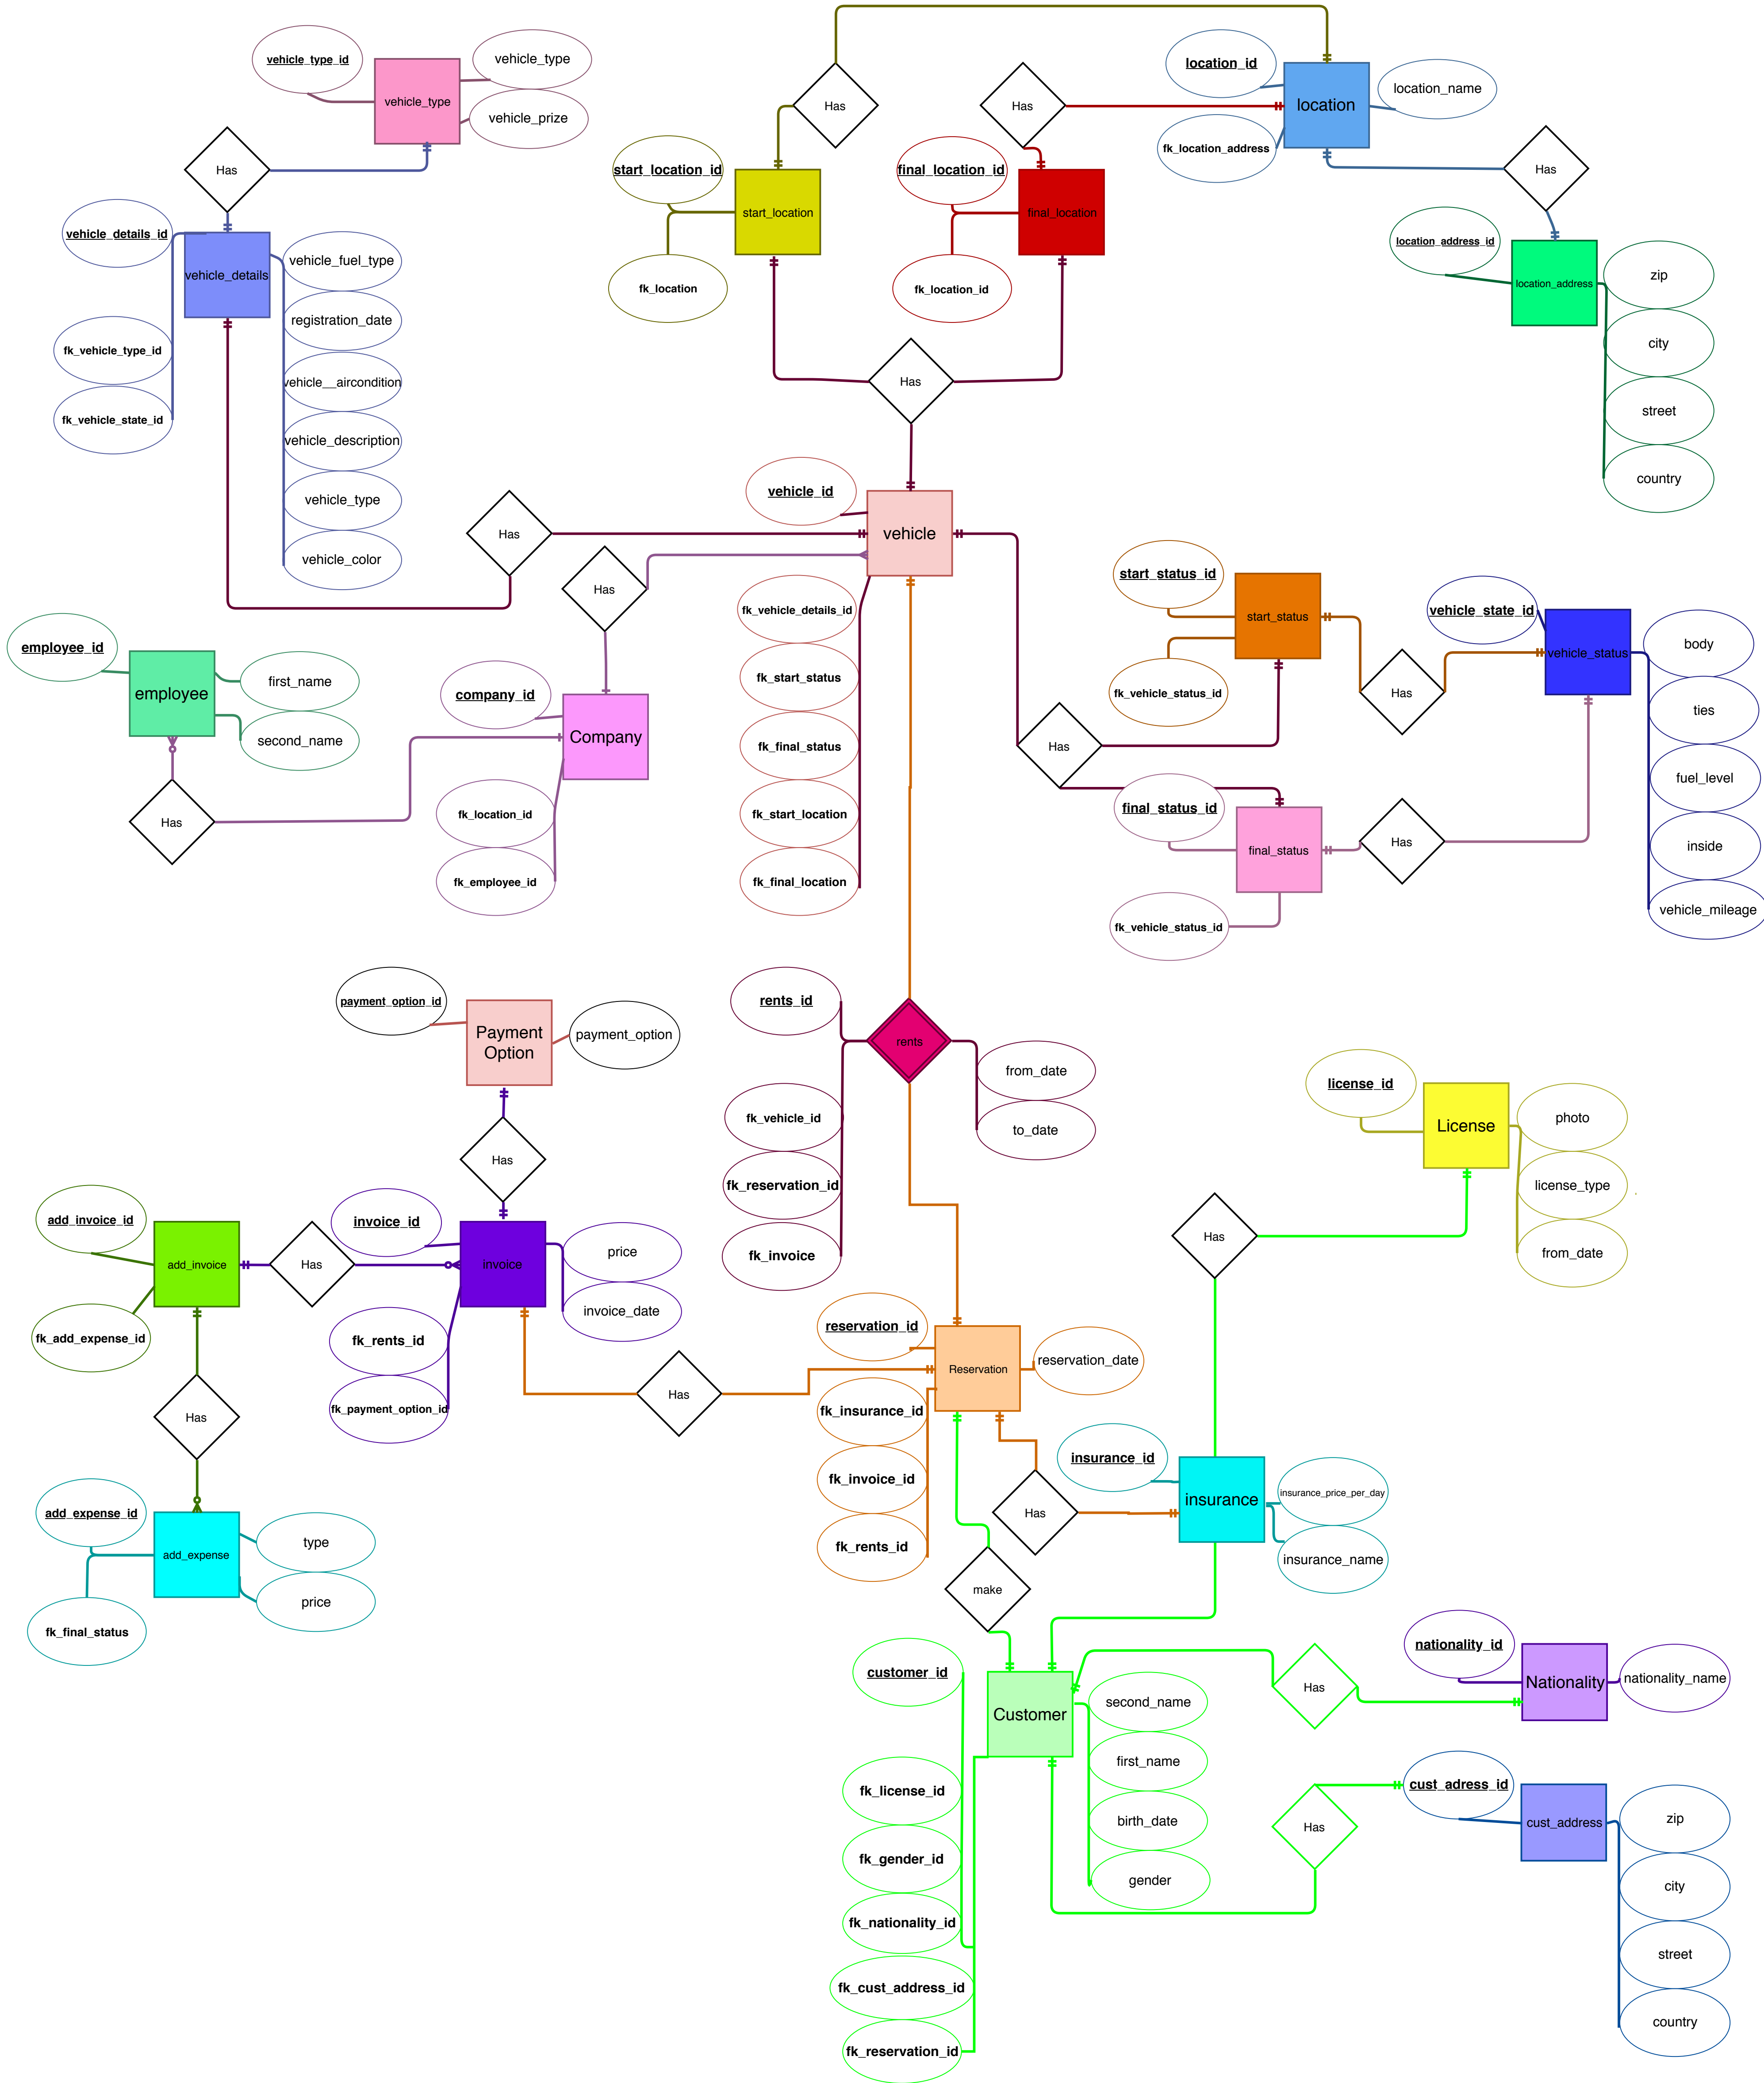 vehicle_type_id
vehicle_type
vehicle_type
vehicle_prize
Has
Has
Has
location_id
location
location_name
fk_location_address
Has
start_location_id
start_location
fk_location
final_location_id
final_location
fk_location_id
vehicle_details_id
vehicle_details
vehicle_fuel_type
registration_date
vehicle__aircondition
vehicle_description
vehicle_type
vehicle_color
fk_vehicle_type_id
fk_vehicle_state_id
location_address_id
location_address
zip
city
street
country
Has
vehicle_id
vehicle
Has
Has
fk_vehicle_details_id
fk_start_status
fk_final_status
fk_start_location
fk_final_location
start_status_id
start_status
fk_vehicle_status_id
Has
vehicle_state_id
vehicle_status
body
ties
fuel_level
inside
vehicle_mileage
Has
final_status_id
final_status
fk_vehicle_status_id
Has
employee_id
employee
first_name
second_name
Has
company_id
Company
fk_location_id
fk_employee_id
payment_option_id
Payment
Option
payment_option
Has
rents_id
rents
from_date
to_date
fk_vehicle_id
fk_reservation_id
fk_invoice
license_id
License
photo
license_type
from_date
Has
add_invoice_id
add_invoice
fk_add_expense_id
Has
invoice_id
invoice
price
invoice_date
fk_rents_id
fk_payment_option_id
Has
Has
add_expense_id
add_expense
type
price
fk_final_status
reservation_id
Reservation
reservation_date
fk_insurance_id
fk_invoice_id
fk_rents_id
Has
make
insurance_id
insurance
insurance_price_per_day
insurance_name
customer_id
Customer
second_name
first_name
birth_date
gender
fk_license_id
fk_gender_id
fk_nationality_id
fk_cust_address_id
fk_reservation_id
Has
nationality_id
Nationality
nationality_name
Has
cust_adress_id
cust_address
zip
city
street
country